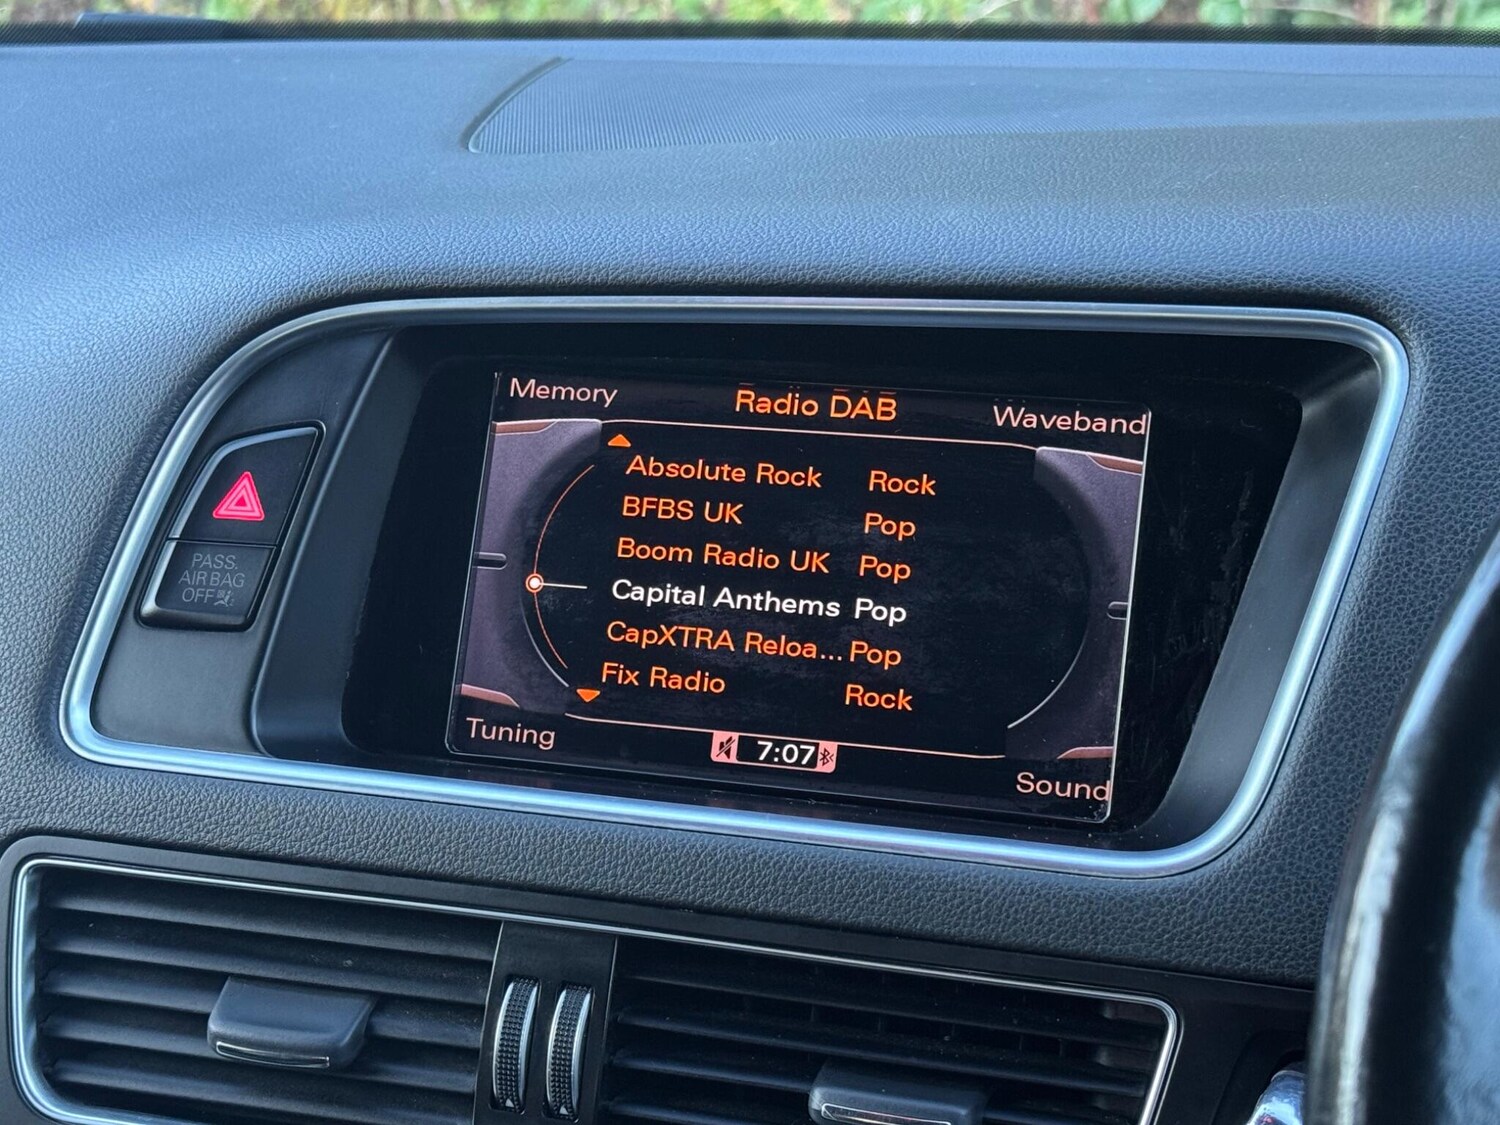 Memory
Radio DAB
Waveband
Absolute Rock Rock
BFBS UK Pop
Boom Radio UK Pop
Capital Anthems Pop
CapXTRA Reloa... Pop
Fix Radio Rock
Tuning
7:07
Sound
PASS.
AIR BAG
OFF